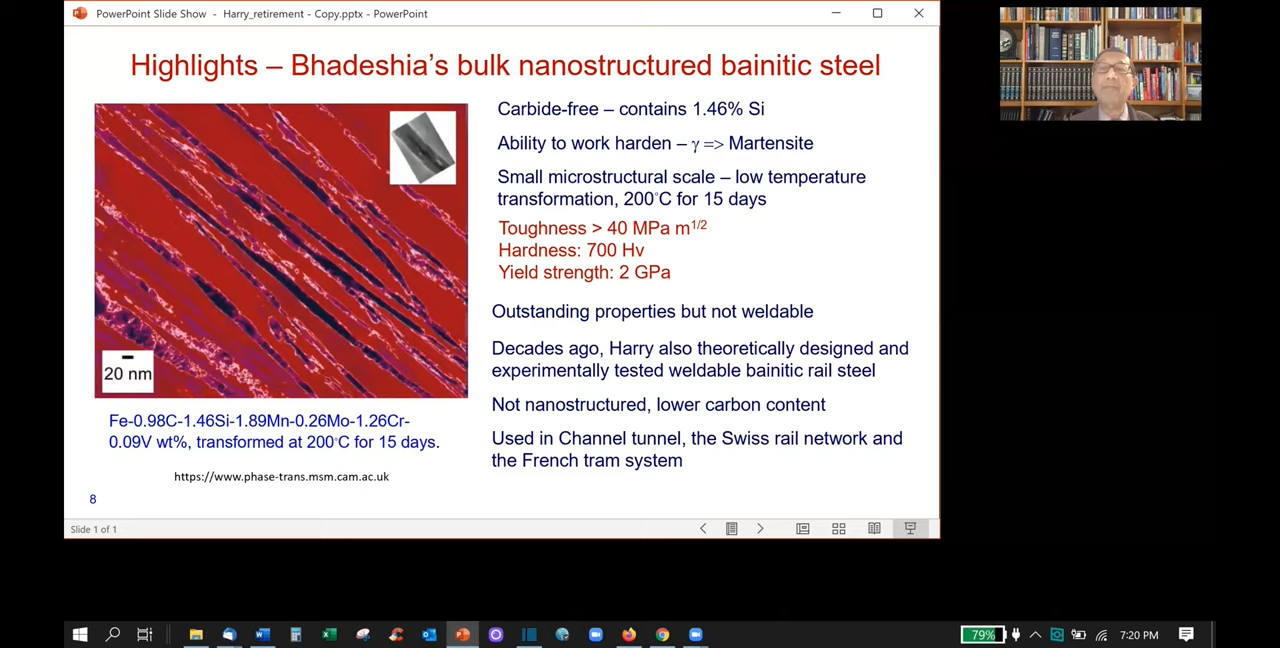 PowerPoint Slide Show - Harry_retirement - Copy.pptx - PowerPoint
Highlights – Bhadeshia's bulk nanostructured bainitic steel
20 nm
Fe-0.98C-1.46Si-1.89Mn-0.26Mo-1.26Cr-
0.09V wt%, transformed at 200°C for 15 days.
https://www.phase-trans.msm.cam.ac.uk
8
Carbide-free – contains 1.46% Si
Ability to work harden – γ => Martensite
Small microstructural scale – low temperature
transformation, 200°C for 15 days
Toughness > 40 MPa m^1/2
Hardness: 700 Hv
Yield strength: 2 GPa
Outstanding properties but not weldable
Decades ago, Harry also theoretically designed and
experimentally tested weldable bainitic rail steel
Not nanostructured, lower carbon content
Used in Channel tunnel, the Swiss rail network and
the French tram system
Slide 1 of 1
79%
7:20 PM